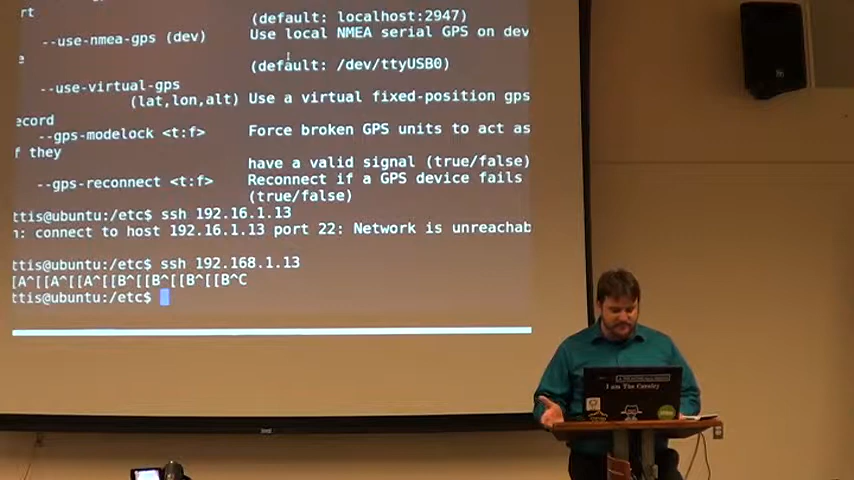 rt
(default: localhost:2947)
--use-nmea-gps (dev) Use local NMEA serial GPS on dev
e
(default: /dev/ttyUSB0)
--use-virtual-gps
(lat,lon,alt) Use a virtual fixed-position gps
ecord
--gps-modelock <t:f> Force broken GPS units to act as
f they
have a valid signal (true/false)
--gps-reconnect <t:f> Reconnect if a GPS device fails
(true/false)
ttis@ubuntu:/etc$ ssh 192.16.1.13
: connect to host 192.16.1.13 port 22: Network is unreachab
ttis@ubuntu:/etc$ ssh 192.168.1.13
[A^[[A^[[A^[[B^[[B^[[B^[[B^C
ttis@ubuntu:/etc$
I am The Cavalry